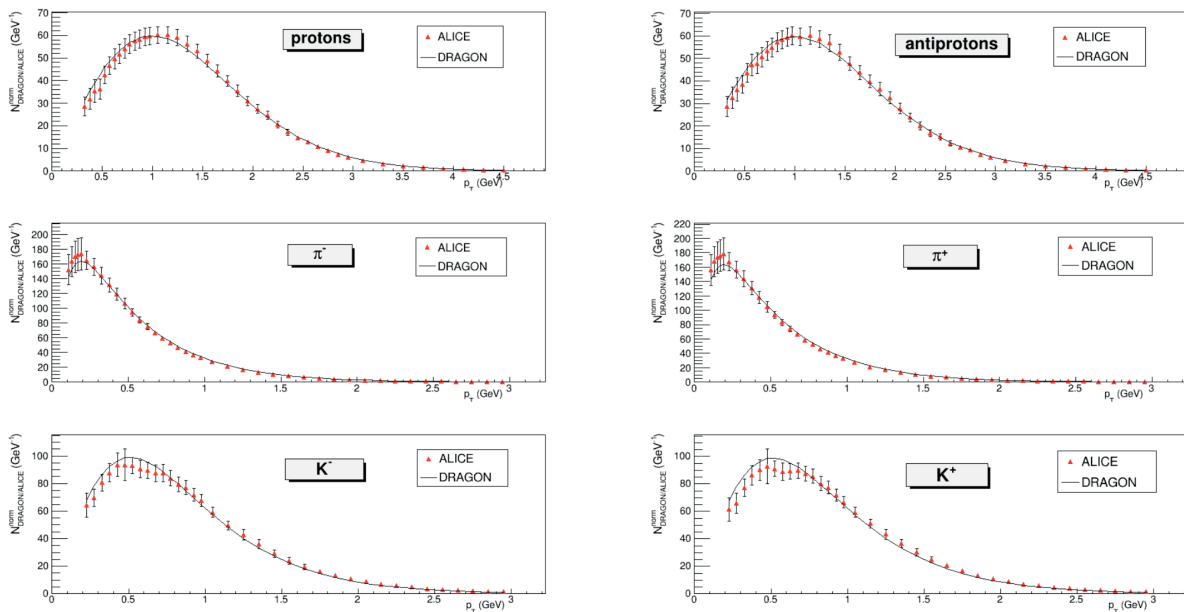 N^norm_DRAGON/ALICE (GeV⁻¹)
70
60
50
40
30
20
10
0
protons
ALICE
DRAGON
0 0.5 1 1.5 2 2.5 3 3.5 4 4.5
p_T (GeV)
N^norm_DRAGON/ALICE (GeV⁻¹)
70
60
50
40
30
20
10
0
antiprotons
ALICE
DRAGON
0 0.5 1 1.5 2 2.5 3 3.5 4 4.5
p_T (GeV)
N^norm_DRAGON/ALICE (GeV⁻¹)
200
180
160
140
120
100
80
60
40
20
0
π⁻
ALICE
DRAGON
0 0.5 1 1.5 2 2.5 3
p_T (GeV)
N^norm_DRAGON/ALICE (GeV⁻¹)
220
200
180
160
140
120
100
80
60
40
20
0
π⁺
ALICE
DRAGON
0 0.5 1 1.5 2 2.5 3
p_T (GeV)
N^norm_DRAGON/ALICE (GeV⁻¹)
100
80
60
40
20
0
K⁻
ALICE
DRAGON
0 0.5 1 1.5 2 2.5 3
p_T (GeV)
N^norm_DRAGON/ALICE (GeV⁻¹)
100
80
60
40
20
0
K⁺
ALICE
DRAGON
0 0.5 1 1.5 2 2.5 3
p_T (GeV)